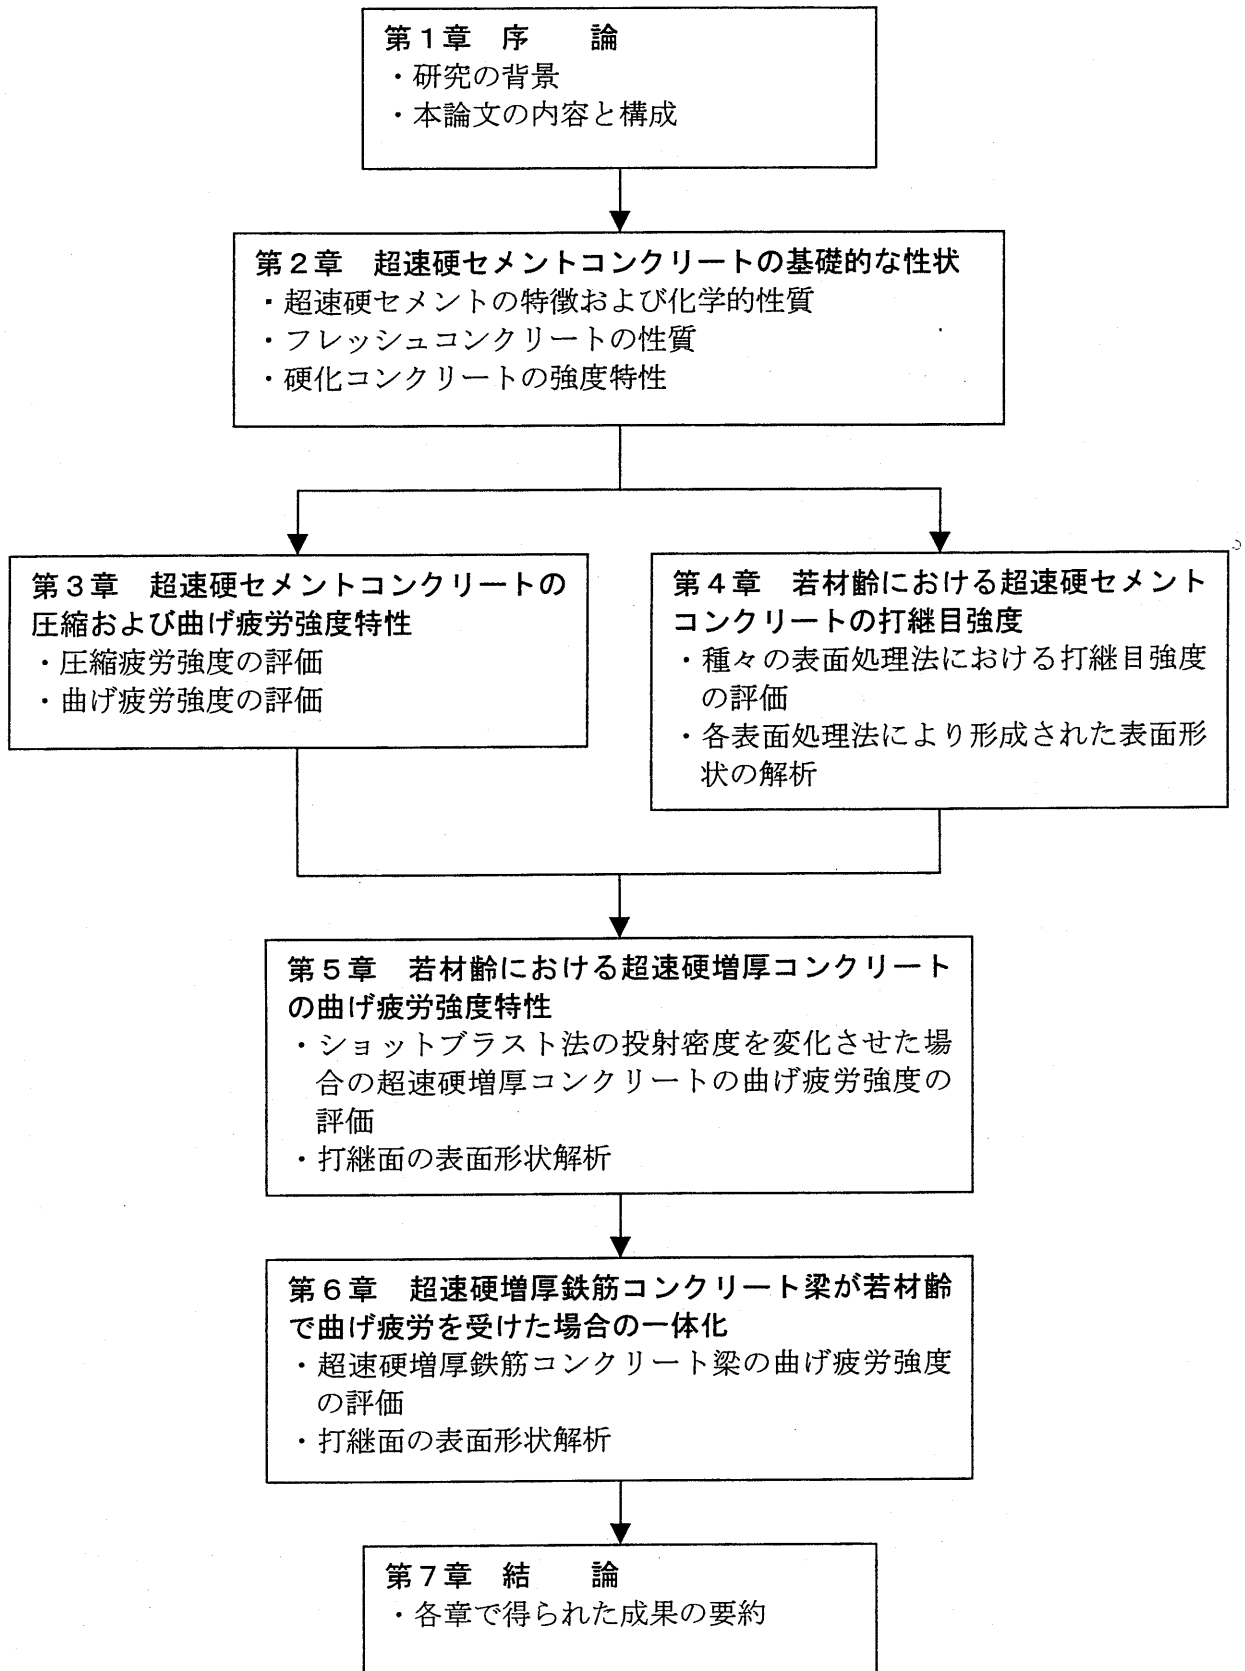 第1章　序　　論
・研究の背景
・本論文の内容と構成
第2章　超速硬セメントコンクリートの基礎的な性状
・超速硬セメントの特徴および化学的性質
・フレッシュコンクリートの性質
・硬化コンクリートの強度特性
第3章　超速硬セメントコンクリートの
圧縮および曲げ疲労強度特性
・圧縮疲労強度の評価
・曲げ疲労強度の評価
第4章　若材齢における超速硬セメント
コンクリートの打継目強度
・種々の表面処理法における打継目強度
の評価
・各表面処理法により形成された表面形
状の解析
第5章　若材齢における超速硬増厚コンクリート
の曲げ疲労強度特性
・ショットブラスト法の投射密度を変化させた場
合の超速硬増厚コンクリートの曲げ疲労強度の
評価
・打継面の表面形状解析
第6章　超速硬増厚鉄筋コンクリート梁が若材齢
で曲げ疲労を受けた場合の一体化
・超速硬増厚鉄筋コンクリート梁の曲げ疲労強度
の評価
・打継面の表面形状解析
第7章　結　　論
・各章で得られた成果の要約